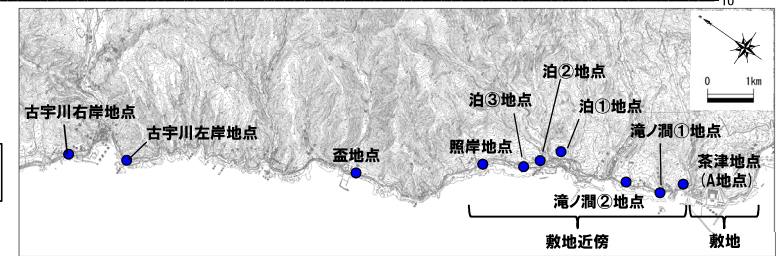 10
0 1km
泊②地点
泊③地点
泊①地点
古宇川右岸地点
古宇川左岸地点
滝ノ澗①地点
盃地点
照岸地点
茶津地点
(A地点)
滝ノ澗②地点
敷地近傍
敷地